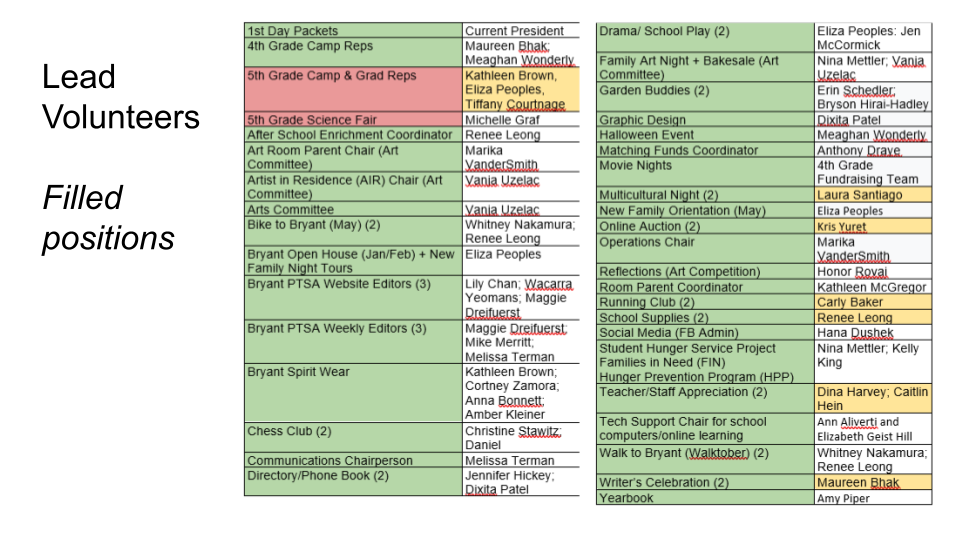 Lead
Volunteers
Filled
positions
1st Day Packets
Current President
4th Grade Camp Reps
Maureen Bhak;
Meaghan Wonderly
5th Grade Camp & Grad Reps
Kathleen Brown,
Eliza Peoples,
Tiffany Courtnage
5th Grade Science Fair
Michelle Graf
After School Enrichment Coordinator
Renee Leong
Art Room Parent Chair (Art
Committee)
Marika
VanderSmith
Artist in Residence (AIR) Chair (Art
Committee)
Vanja Uzelac
Arts Committee
Vanja Uzelac
Bike to Bryant (May) (2)
Whitney Nakamura;
Renee Leong
Bryant Open House (Jan/Feb) + New
Family Night Tours
Eliza Peoples
Bryant PTSA Website Editors (3)
Lily Chan; Wacarra
Yeomans; Maggie
Dreifuerst
Bryant PTSA Weekly Editors (3)
Maggie Dreifuerst;
Mike Merritt;
Melissa Terman
Bryant Spirit Wear
Kathleen Brown;
Cortney Zamora;
Anna Bonnett;
Amber Kleiner
Chess Club (2)
Christine Stawitz;
Daniel
Communications Chairperson
Melissa Terman
Directory/Phone Book (2)
Jennifer Hickey;
Dixita Patel
Drama/ School Play (2)
Eliza Peoples: Jen
McCormick
Family Art Night + Bakesale (Art
Committee)
Nina Mettler; Vanja
Uzelac
Garden Buddies (2)
Erin Schedler;
Bryson Hirai-Hadley
Graphic Design
Dixita Patel
Halloween Event
Meaghan Wonderly
Matching Funds Coordinator
Anthony Draye
Movie Nights
4th Grade
Fundraising Team
Multicultural Night (2)
Laura Santiago
New Family Orientation (May)
Eliza Peoples
Online Auction (2)
Kris Yuret
Operations Chair
Marika
VanderSmith
Reflections (Art Competition)
Honor Rovai
Room Parent Coordinator
Kathleen McGregor
Running Club (2)
Carly Baker
School Supplies (2)
Renee Leong
Social Media (FB Admin)
Hana Dushek
Student Hunger Service Project
Families in Need (FIN)
Hunger Prevention Program (HPP)
Nina Mettler; Kelly
King
Teacher/Staff Appreciation (2)
Dina Harvey; Caitlin
Hein
Tech Support Chair for school
computers/online learning
Ann Aliverti and
Elizabeth Geist Hill
Walk to Bryant (Walktober) (2)
Whitney Nakamura;
Renee Leong
Writer's Celebration (2)
Maureen Bhak
Yearbook
Amy Piper